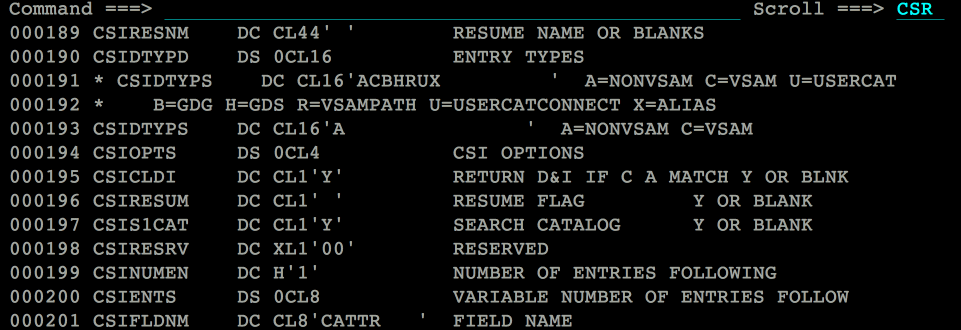 Command ===> Scroll ===> CSR
000189 CSIRESNM    DC CL44' '        RESUME NAME OR BLANKS
000190 CSIDTYPD    DS 0CL16          ENTRY TYPES
000191 * CSIDTYPS    DC CL16'ACBHRUX         '  A=NONVSAM C=VSAM U=USERCAT
000192 *    B=GDG H=GDS R=VSAMPATH U=USERCATCONNECT X=ALIAS
000193 CSIDTYPS    DC CL16'A               '  A=NONVSAM C=VSAM
000194 CSIOPTS     DS 0CL4           CSI OPTIONS
000195 CSICLDI     DC CL1'Y'         RETURN D&I IF C A MATCH Y OR BLNK
000196 CSIRESUM    DC CL1' '         RESUME FLAG         Y OR BLANK
000197 CSIS1CAT    DC CL1'Y'         SEARCH CATALOG      Y OR BLANK
000198 CSIRESRV    DC XL1'00'        RESERVED
000199 CSINUMEN    DC H'1'           NUMBER OF ENTRIES FOLLOWING
000200 CSIENTS     DS 0CL8           VARIABLE NUMBER OF ENTRIES FOLLOW
000201 CSIFLDNM    DC CL8'CATTR   '  FIELD NAME